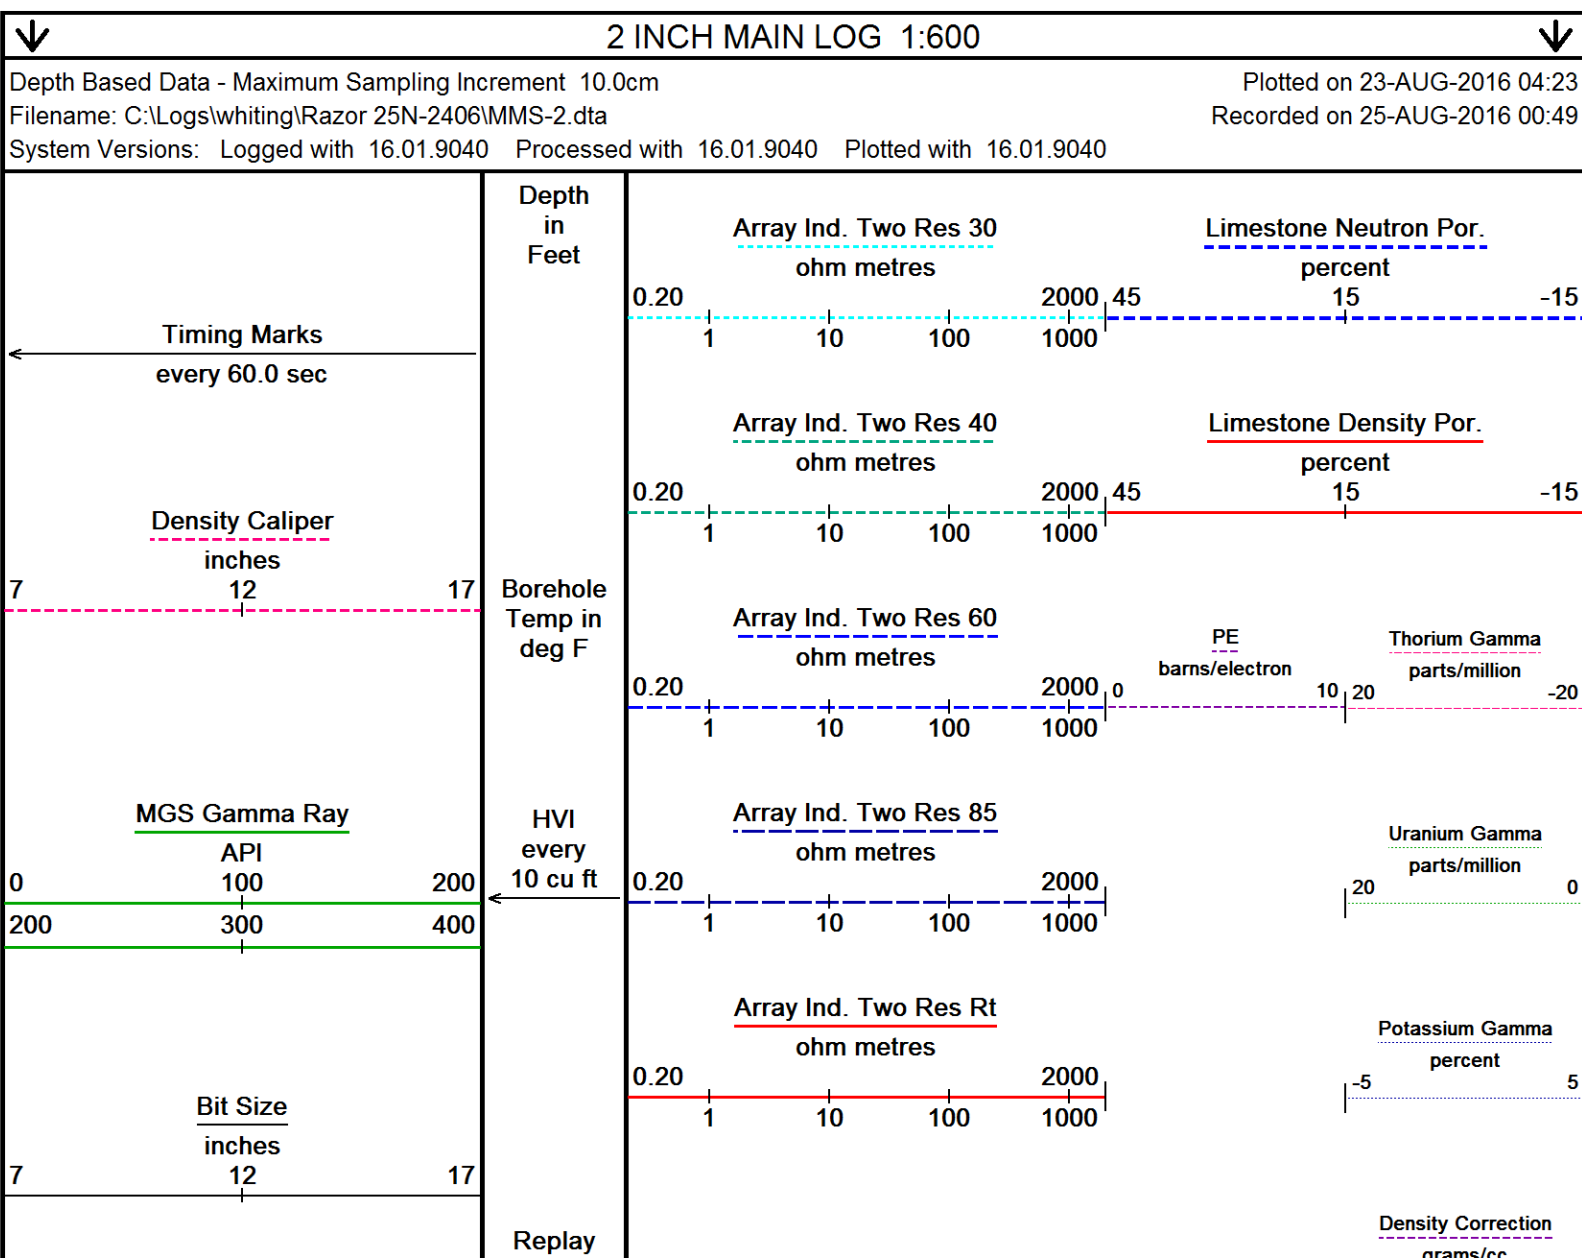 2 INCH MAIN LOG 1:600
Depth Based Data - Maximum Sampling Increment 10.0cm
Plotted on 23-AUG-2016 04:23
Filename: C:\Logs\whiting\Razor 25N-2406\MMS-2.dta
Recorded on 25-AUG-2016 00:49
System Versions: Logged with 16.01.9040 Processed with 16.01.9040 Plotted with 16.01.9040
Timing Marks
every 60.0 sec
Density Caliper
inches
7 12 17
MGS Gamma Ray
API
0 100 200
200 300 400
Bit Size
inches
7 12 17
Depth
in
Feet
Borehole
Temp in
deg F
HVI
every
10 cu ft
Replay
Array Ind. Two Res 30
ohm metres
0.20 2000
1 10 100 1000
Array Ind. Two Res 40
ohm metres
0.20 2000
1 10 100 1000
Array Ind. Two Res 60
ohm metres
0.20 2000
1 10 100 1000
Array Ind. Two Res 85
ohm metres
0.20 2000
1 10 100 1000
Array Ind. Two Res Rt
ohm metres
0.20 2000
1 10 100 1000
Limestone Neutron Por.
percent
45 15 -15
Limestone Density Por.
percent
45 15 -15
PE
barns/electron
0 10
Thorium Gamma
parts/million
20 -20
Uranium Gamma
parts/million
20 0
Potassium Gamma
percent
-5 5
Density Correction
grams/cc